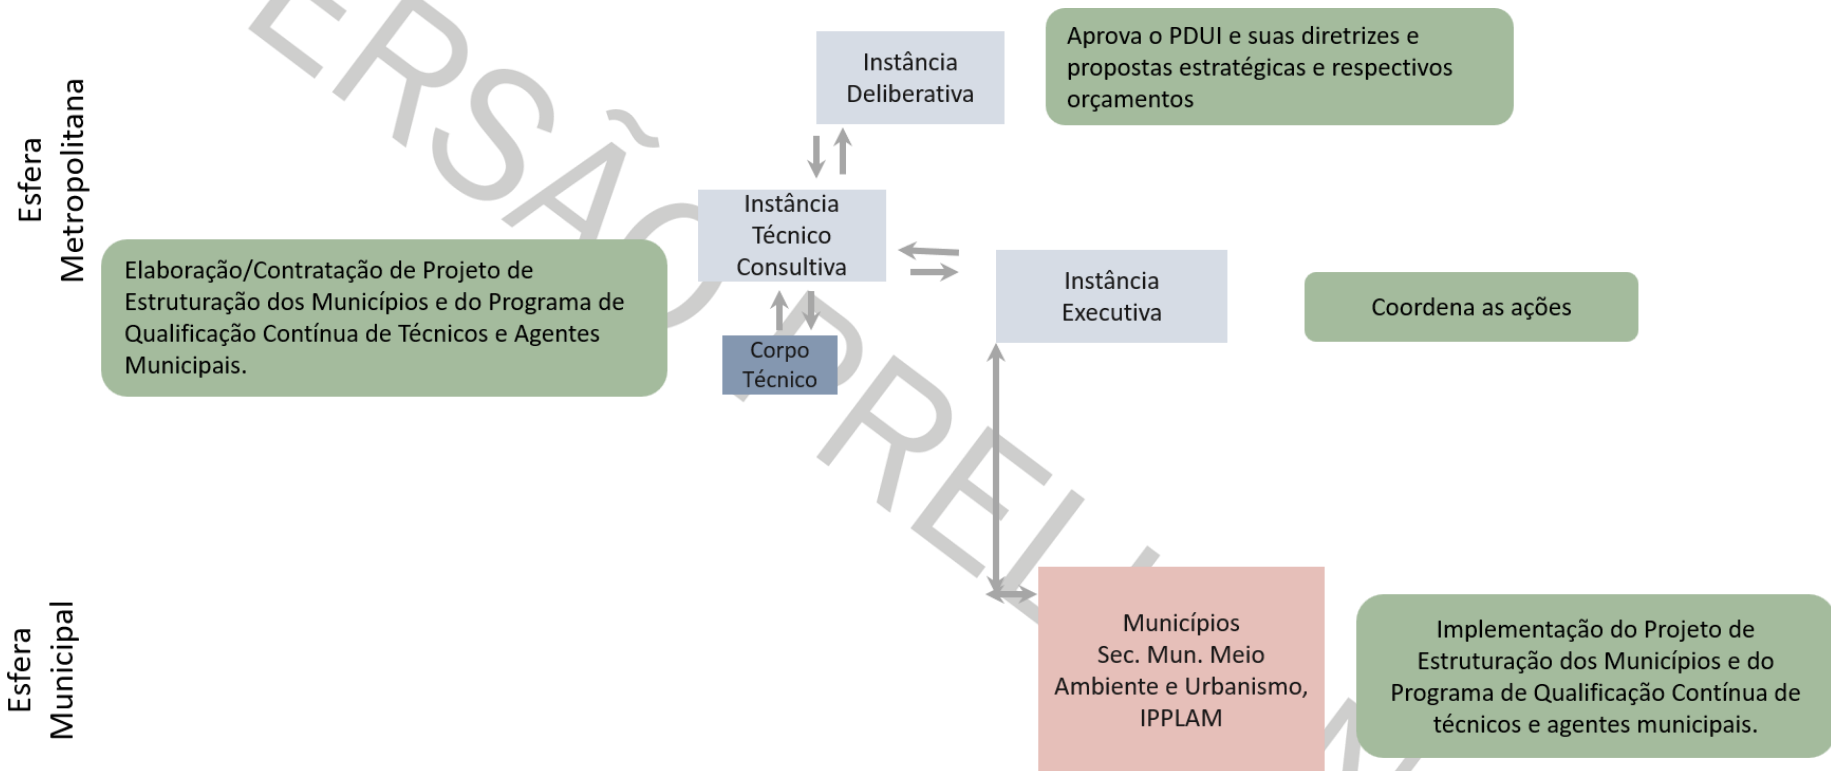 Esfera
Metropolitana
Instância
Deliberativa
Aprova o PDUI e suas diretrizes e
propostas estratégicas e respectivos
orçamentos
Instância
Técnico
Consultiva
Elaboração/Contratação de Projeto de
Estruturação dos Municípios e do Programa de
Qualificação Contínua de Técnicos e Agentes
Municipais.
Corpo
Técnico
Instância
Executiva
Coordena as ações
Esfera
Municipal
Municípios
Sec. Mun. Meio
Ambiente e Urbanismo,
IPPLAM
Implementação do Projeto de
Estruturação dos Municípios e do
Programa de Qualificação Contínua de
técnicos e agentes municipais.
ERSÃO PRELI